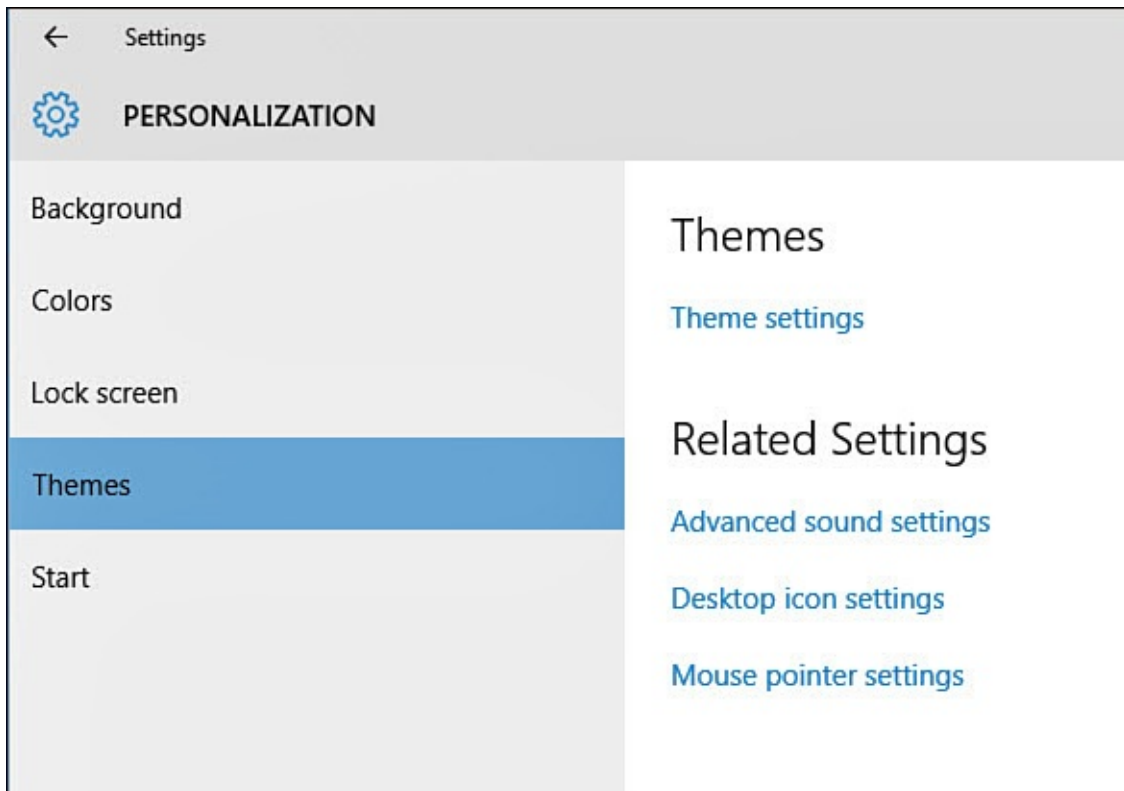 Settings
PERSONALIZATION
Background
Colors
Lock screen
Themes
Start
Themes
Theme settings
Related Settings
Advanced sound settings
Desktop icon settings
Mouse pointer settings